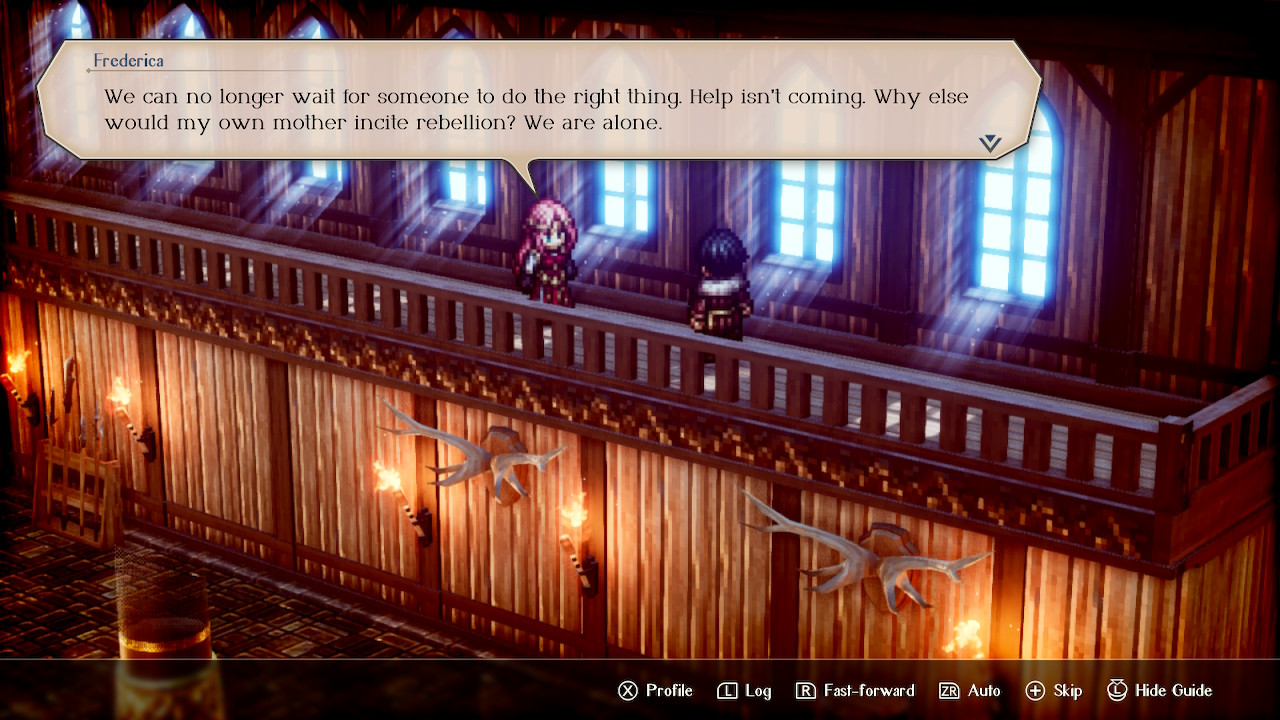 Frederica
We can no longer wait for someone to do the right thing. Help isn't coming. Why else
would my own mother incite rebellion? We are alone.
X Profile L Log R Fast-forward ZR Auto + Skip L Hide Guide